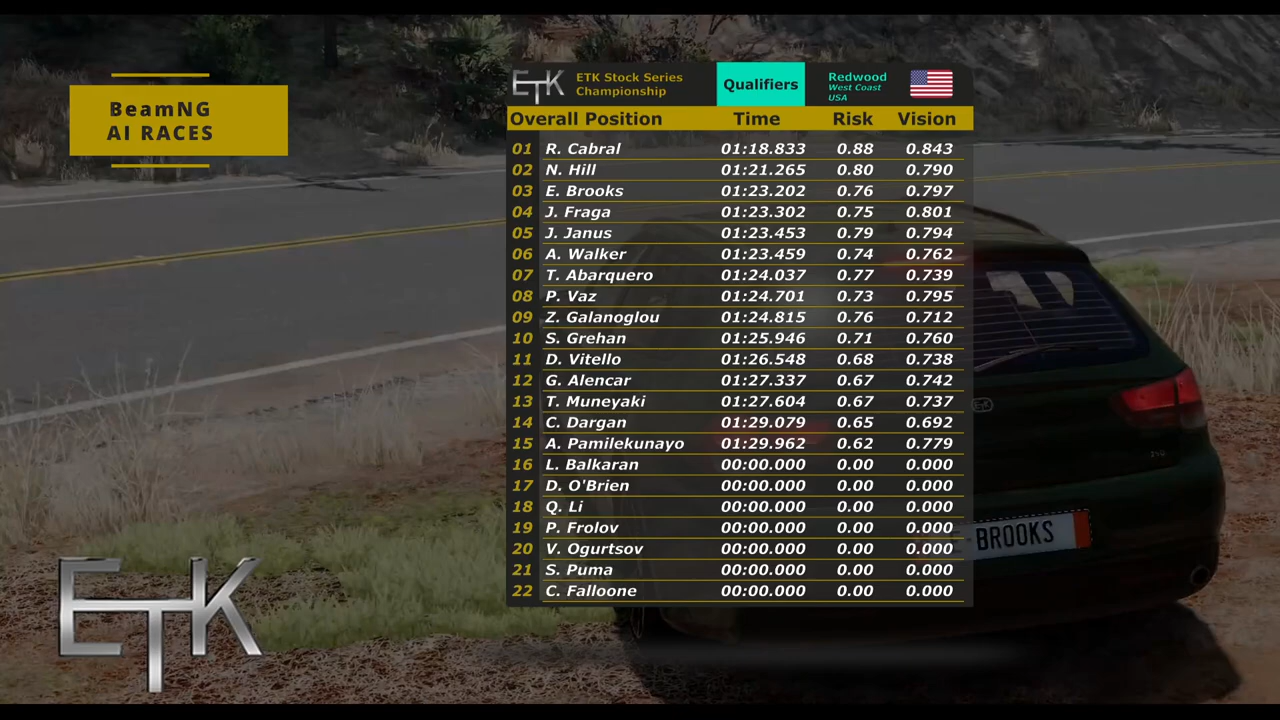 BeamNG
AI RACES
ETK
ETK Stock Series
Championship
Qualifiers
Redwood
West Coast
USA
Overall Position Time Risk Vision
01 R. Cabral 01:18.833 0.88 0.843
02 N. Hill 01:21.265 0.80 0.790
03 E. Brooks 01:23.202 0.76 0.797
04 J. Fraga 01:23.302 0.75 0.801
05 J. Janus 01:23.453 0.79 0.794
06 A. Walker 01:23.459 0.74 0.762
07 T. Abarquero 01:24.037 0.77 0.739
08 P. Vaz 01:24.701 0.73 0.795
09 Z. Galanoglou 01:24.815 0.76 0.712
10 S. Grehan 01:25.946 0.71 0.760
11 D. Vitello 01:26.548 0.68 0.738
12 G. Alencar 01:27.337 0.67 0.742
13 T. Muneyaki 01:27.604 0.67 0.737
14 C. Dargan 01:29.079 0.65 0.692
15 A. Pamilekunayo 01:29.962 0.62 0.779
16 L. Balkaran 00:00.000 0.00 0.000
17 D. O'Brien 00:00.000 0.00 0.000
18 Q. Li 00:00.000 0.00 0.000
19 P. Frolov 00:00.000 0.00 0.000
20 V. Ogurtsov 00:00.000 0.00 0.000
21 S. Puma 00:00.000 0.00 0.000
22 C. Falloone 00:00.000 0.00 0.000
BROOKS
ETK
ETK